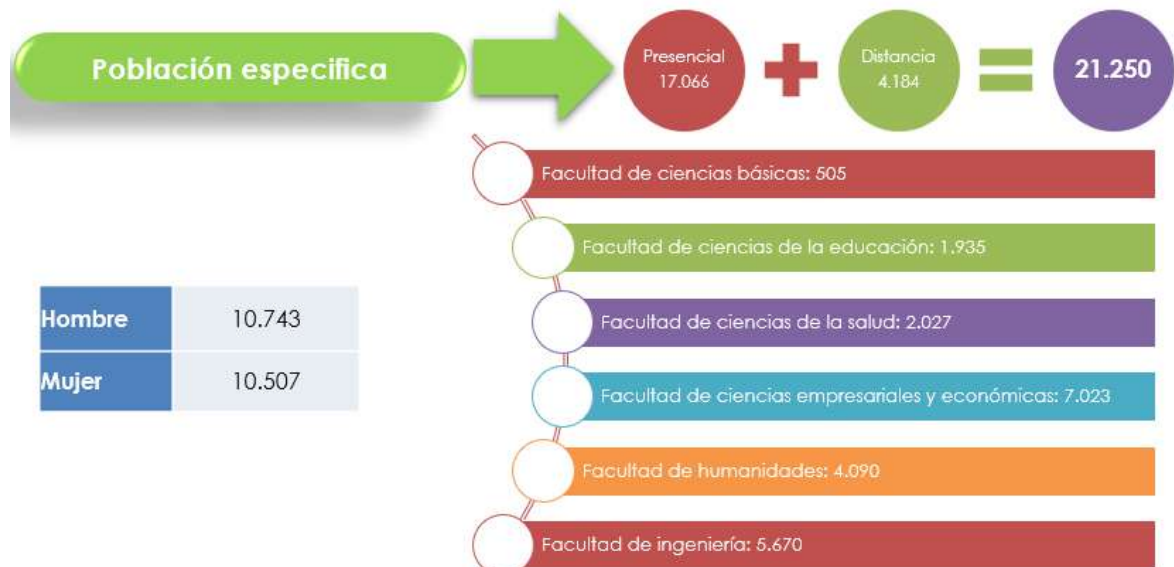 Población especifica
Presencial
17.066
Distancia
4.184
21.250
Facultad de ciencias básicas: 505
Facultad de ciencias de la educación: 1.935
Facultad de ciencias de la salud: 2.027
Facultad de ciencias empresariales y económicas: 7.023
Facultad de humanidades: 4.090
Facultad de ingeniería: 5.670
Hombre 10.743
Mujer 10.507